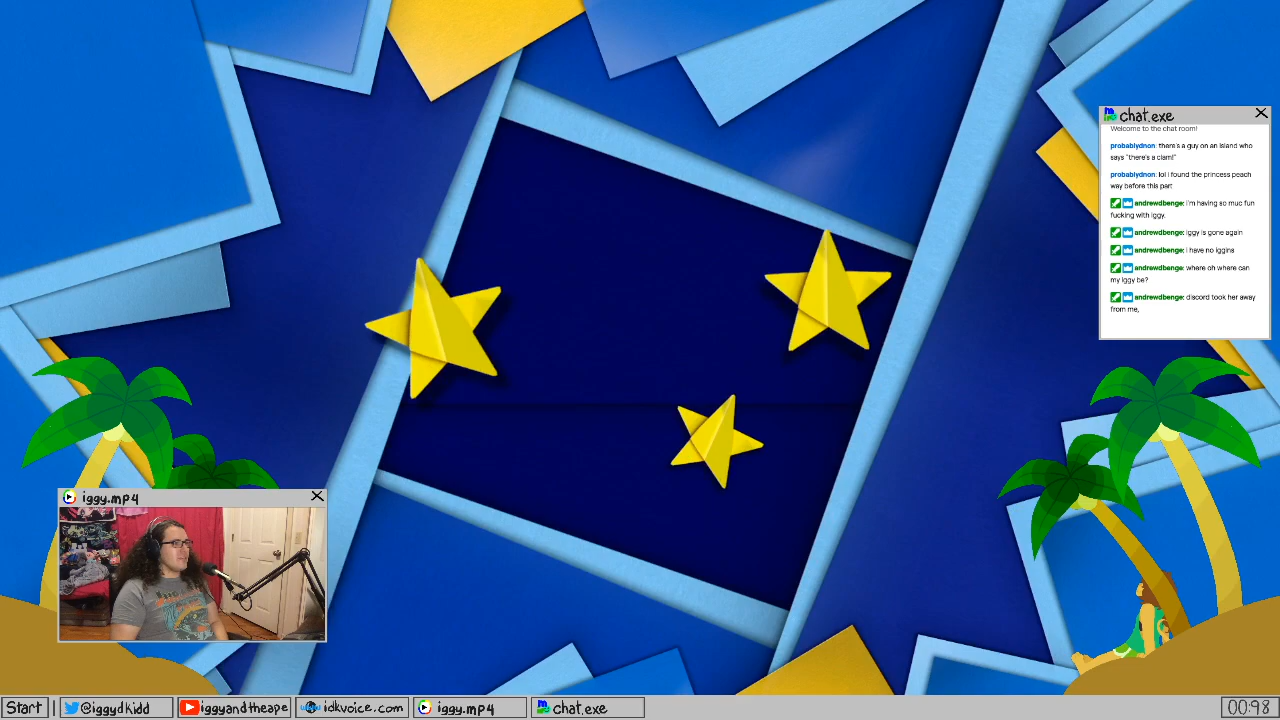 chat.exe
Welcome to the chat room!
probablydnon: there's a guy on an island who
says "there's a clam!"
probablydnon: lol i found the princess peach
way before this part
andrewdbenge: i'm having so muc fun
fucking with iggy.
andrewdbenge: iggy is gone again
andrewdbenge: i have no iggins
andrewdbenge: where oh where can
my iggy be?
andrewdbenge: discord took her away
from me,
iggy.mp4
Start
@iggydkidd
iggyandtheape
www idkvoice.com
iggy.mp4
chat.exe
00:98